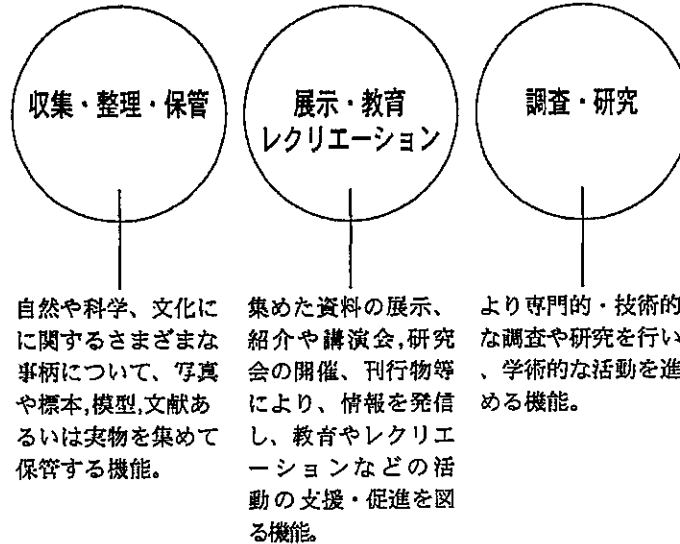 収集・整理・保管
展示・教育
レクリエーション
調査・研究
自然や科学、文化に
に関するさまざまな
事柄について、写真
や標本,模型,文献あ
るいは実物を集めて
保管する機能。
集めた資料の展示、
紹介や講演会,研究
会の開催、刊行物等
により、情報を発信
し、教育やレクリエ
ーションなどの活
動の支援・促進を図
る機能。
より専門的・技術的
な調査や研究を行い
、学術的な活動を進
める機能。